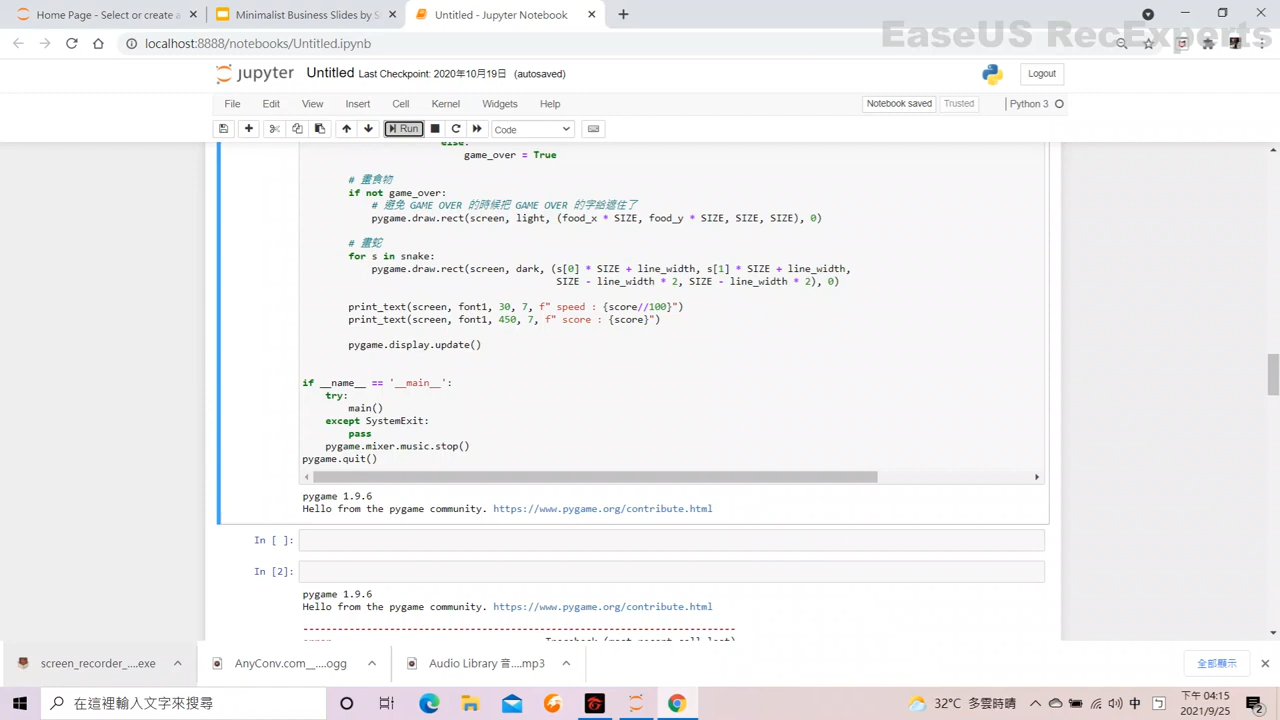 Home Page - Select or create a
Minimalist Business Slides by S
Untitled - Jupyter Notebook
EaseUS RecExperts
localhost:8888/notebooks/Untitled.ipynb
jupyter Untitled Last Checkpoint: 2020年10月19日 (autosaved)
Logout
File Edit View Insert Cell Kernel Widgets Help
Notebook saved Trusted Python 3
Run Code
else:
game_over = True
# 畫食物
if not game_over:
# 避免 GAME OVER 的時候把 GAME OVER 的字給遮住了
pygame.draw.rect(screen, light, (food_x * SIZE, food_y * SIZE, SIZE, SIZE), 0)
# 畫蛇
for s in snake:
pygame.draw.rect(screen, dark, (s[0] * SIZE + line_width, s[1] * SIZE + line_width,
SIZE - line_width * 2, SIZE - line_width * 2), 0)
print_text(screen, font1, 30, 7, f" speed : {score//100}")
print_text(screen, font1, 450, 7, f" score : {score}")
pygame.display.update()
if __name__ == '__main__':
try:
main()
except SystemExit:
pass
pygame.mixer.music.stop()
pygame.quit()
pygame 1.9.6
Hello from the pygame community. https://www.pygame.org/contribute.html
In [ ]:
In [2]:
pygame 1.9.6
Hello from the pygame community. https://www.pygame.org/contribute.html
Traceback (most recent call last)
screen_recorder_....exe
AnyConv.com__....ogg
Audio Library 音....mp3
全部顯示
在這裡輸入文字來搜尋
32°C 多雲時晴
中
下午 04:15
2021/9/25
2